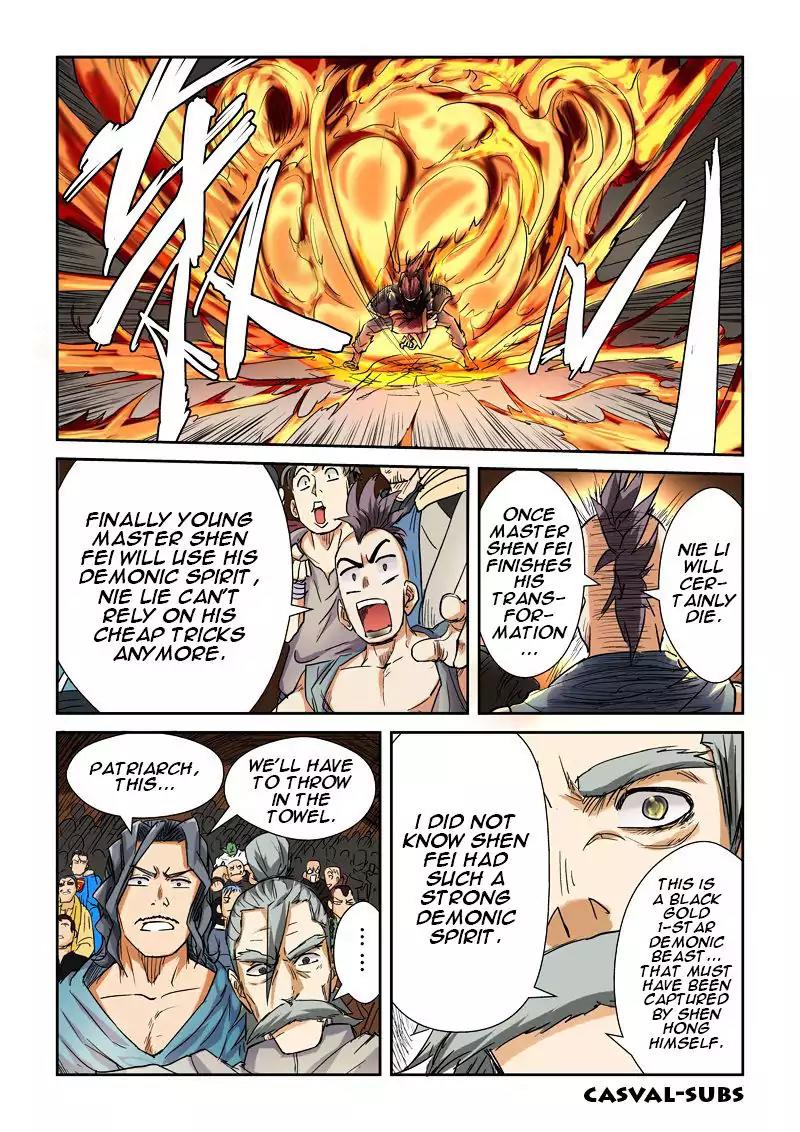 FINALLY YOUNG
MASTER SHEN
FEI WILL USE HIS
DEMONIC SPIRIT,
NIE LIE CAN'T
RELY ON HIS
CHEAP TRICKS
ANYMORE.
ONCE
MASTER
SHEN FEI
FINISHES
HIS
TRANS-
FOR-
MATION
...
NIE LI
WILL
CER-
TAINLY
DIE.
PATRIARCH,
THIS...
WE'LL HAVE
TO THROW
IN THE
TOWEL.
......
I DID NOT
KNOW SHEN
FEI HAD
SUCH A
STRONG
DEMONIC
SPIRIT.
THIS IS
A BLACK
GOLD
1-STAR
DEMONIC
BEAST...
THAT MUST
HAVE BEEN
CAPTURED
BY SHEN
HONG
HIMSELF.
CASVAL-SUBS